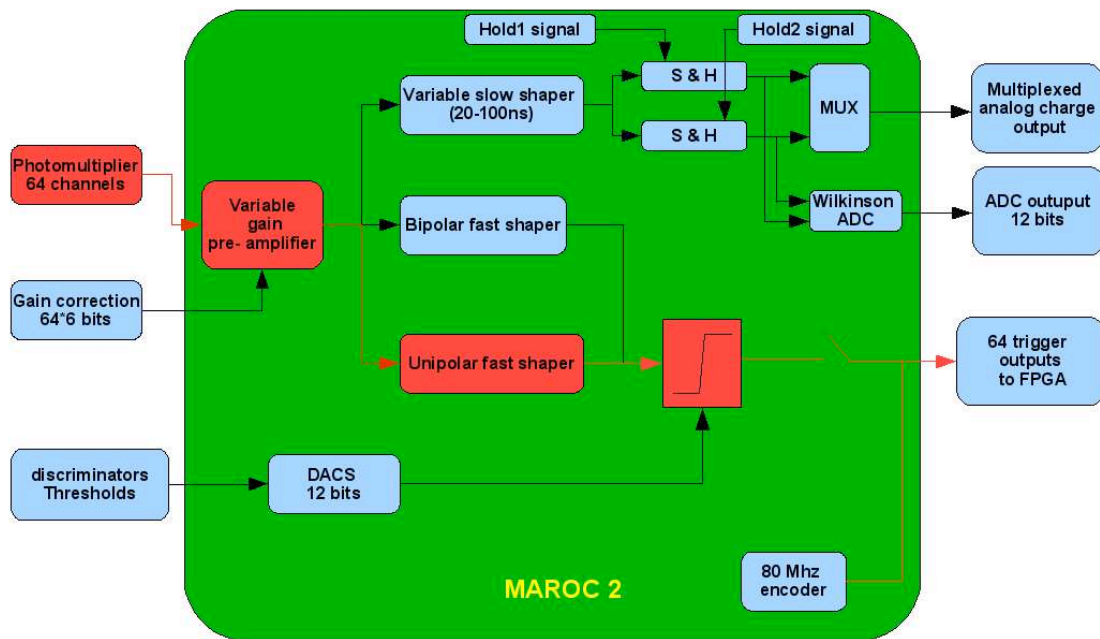 Hold1 signal
Hold2 signal
S & H
Variable slow shaper
(20-100ns)
MUX
Multiplexed
analog charge
output
S & H
Photomultiplier
64 channels
Variable
gain
pre- amplifier
Wilkinson
ADC
ADC outuput
12 bits
Bipolar fast shaper
Gain correction
64*6 bits
Unipolar fast shaper
64 trigger
outputs
to FPGA
discriminators
Thresholds
DACS
12 bits
80 Mhz
encoder
MAROC 2